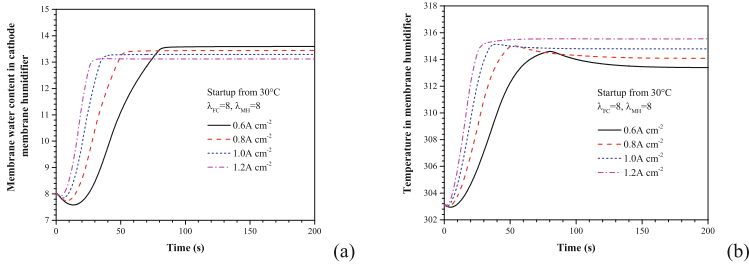 Membrane water content in cathode
membrane humidifier
15
14
13
12
11
10
9
8
7
0
50
100
150
200
Time (s)
Startup from 30°C
λFC=8, λMH=8
0.6A cm-2
0.8A cm-2
1.0A cm-2
1.2A cm-2
(a)
Temperature in membrane humidifier
318
316
314
312
310
308
306
304
302
0
50
100
150
200
Time (s)
Startup from 30°C
λFC=8, λMH=8
0.6A cm-2
0.8A cm-2
1.0A cm-2
1.2A cm-2
(b)